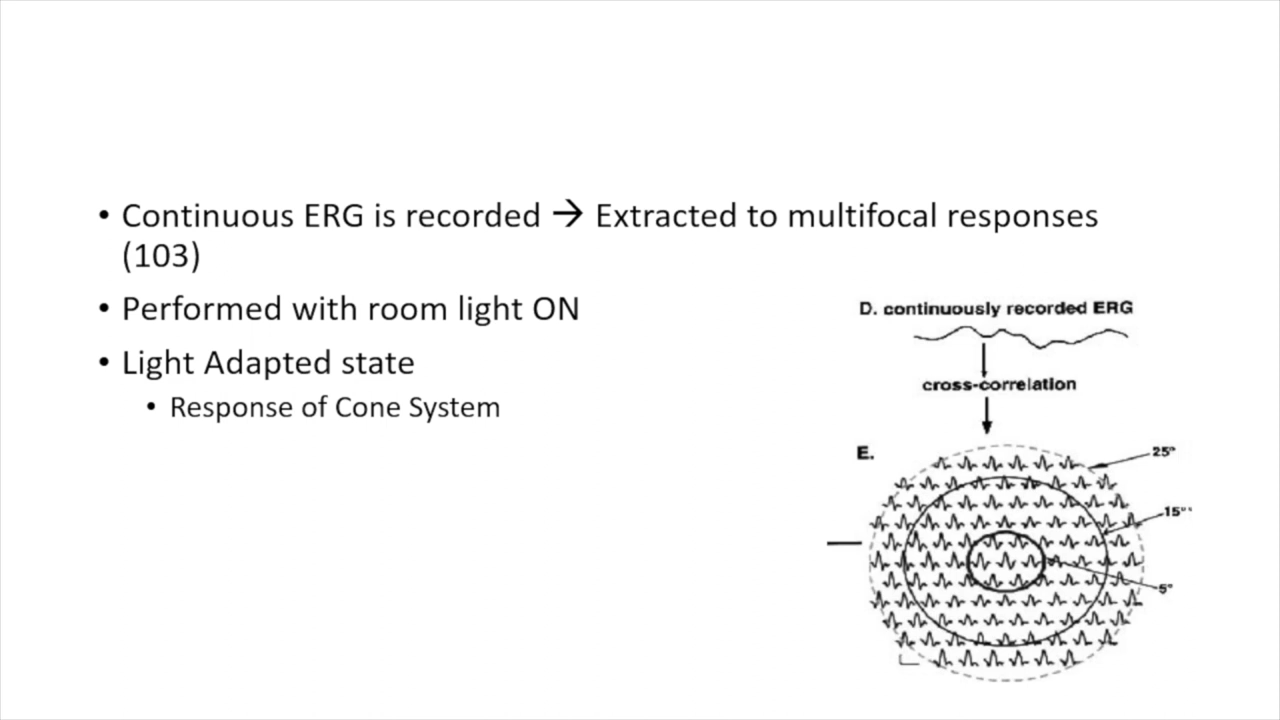 • Continuous ERG is recorded → Extracted to multifocal responses
(103)
• Performed with room light ON
• Light Adapted state
• Response of Cone System
D. continuously recorded ERG
cross-correlation
E.
25°
15°
5°